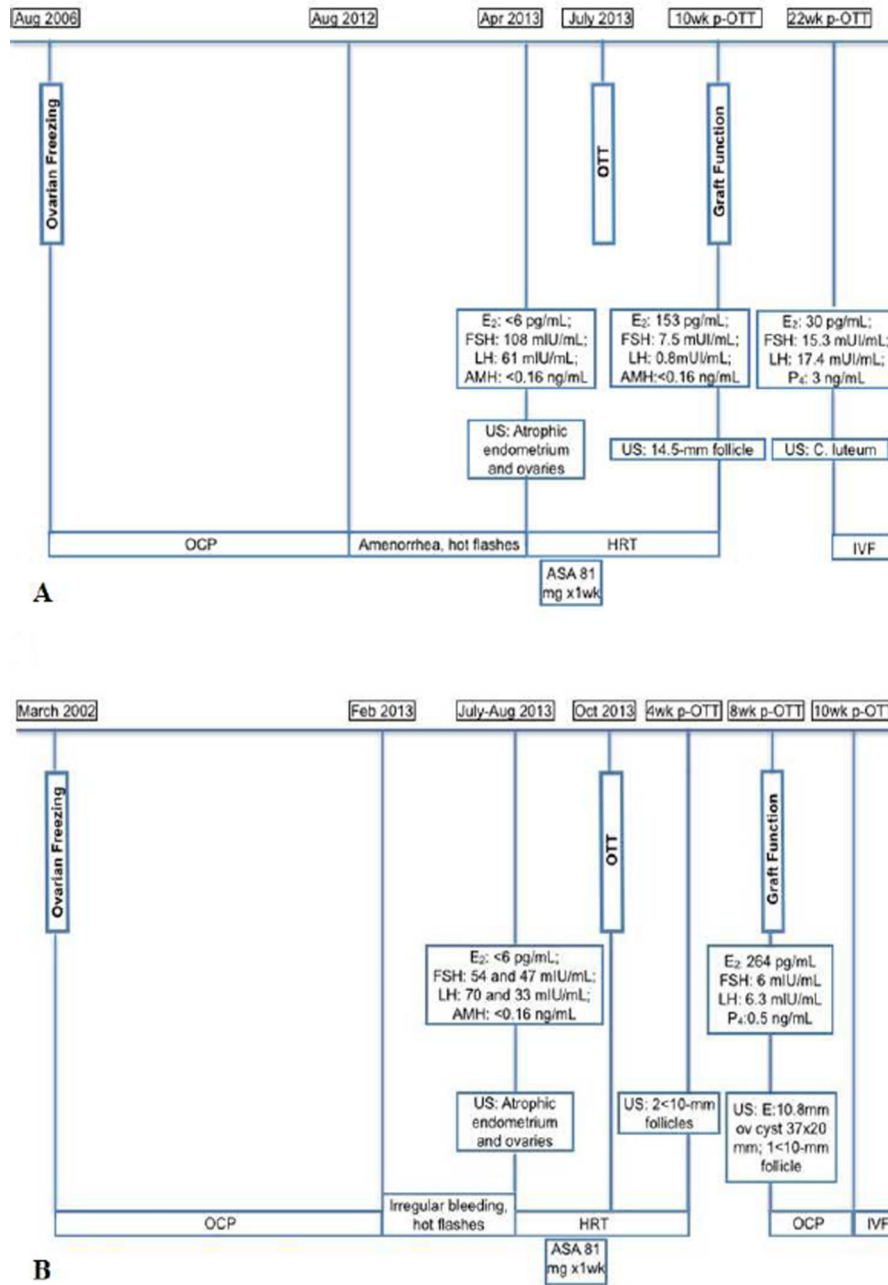 Aug 2006 Aug 2012 Apr 2013 July 2013 10wk p-OTT 22wk p-OTT
Ovarian Freezing
OTT
Graft Function
E₂: <6 pg/mL;
FSH: 108 mIU/mL;
LH: 61 mIU/mL;
AMH: <0.16 ng/mL
E₂: 153 pg/mL;
FSH: 7.5 mUI/mL;
LH: 0.8mUI/mL;
AMH:<0.16 ng/mL
E₂: 30 pg/mL;
FSH: 15.3 mUI/mL;
LH: 17.4 mUI/mL;
P₄: 3 ng/mL
US: Atrophic
endometrium
and ovaries
US: 14.5-mm follicle
US: C. luteum
OCP
Amenorrhea, hot flashes
HRT
IVF
ASA 81
mg x1wk
A
March 2002 Feb 2013 July-Aug 2013 Oct 2013 4wk p-OTT 8wk p-OTT 10wk p-OTT
Ovarian Freezing
OTT
Graft Function
E₂: <6 pg/mL;
FSH: 54 and 47 mIU/mL;
LH: 70 and 33 mIU/mL;
AMH: <0.16 ng/mL
E₂ 264 pg/mL
FSH: 6 mIU/mL
LH: 6.3 mIU/mL
P₄:0.5 ng/mL
US: Atrophic
endometrium
and ovaries
US: 2<10-mm
follicles
US: E:10.8mm
ov cyst 37x20
mm; 1<10-mm
follicle
OCP
Irregular bleeding,
hot flashes
HRT
OCP
IVF
ASA 81
mg x1wk
B